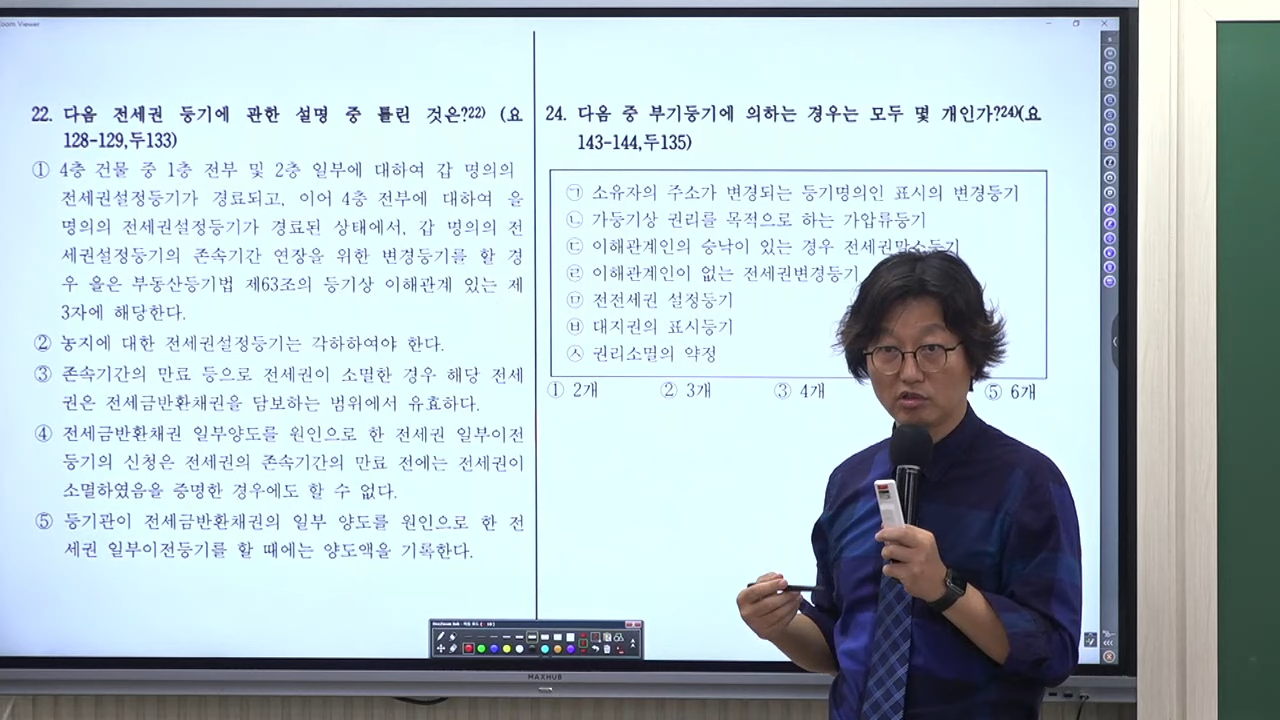 Zoom Viewer
22. 다음 전세권 등기에 관한 설명 중 틀린 것은?22) (요
128-129,두133)
① 4층 건물 중 1층 전부 및 2층 일부에 대하여 갑 명의의
전세권설정등기가 경료되고, 이어 4층 전부에 대하여 을
명의의 전세권설정등기가 경료된 상태에서, 갑 명의의 전
세권설정등기의 존속기간 연장을 위한 변경등기를 할 경
우 을은 부동산등기법 제63조의 등기상 이해관계 있는 제
3자에 해당한다.
② 농지에 대한 전세권설정등기는 각하하여야 한다.
③ 존속기간의 만료 등으로 전세권이 소멸한 경우 해당 전세
권은 전세금반환채권을 담보하는 범위에서 유효하다.
④ 전세금반환채권 일부양도를 원인으로 한 전세권 일부이전
등기의 신청은 전세권의 존속기간의 만료 전에는 전세권이
소멸하였음을 증명한 경우에도 할 수 없다.
⑤ 등기관이 전세금반환채권의 일부 양도를 원인으로 한 전
세권 일부이전등기를 할 때에는 양도액을 기록한다.
24. 다음 중 부기등기에 의하는 경우는 모두 몇 개인가?24)(요
143-144,두135)
㉠ 소유자의 주소가 변경되는 등기명의인 표시의 변경등기
㉡ 가등기상 권리를 목적으로 하는 가압류등기
㉢ 이해관계인의 승낙이 있는 경우 전세권말소등기
㉣ 이해관계인이 없는 전세권변경등기
㉤ 전전세권 설정등기
㉥ 대지권의 표시등기
㉦ 권리소멸의 약정
① 2개 ② 3개 ③ 4개 ⑤ 6개
MAXHUB